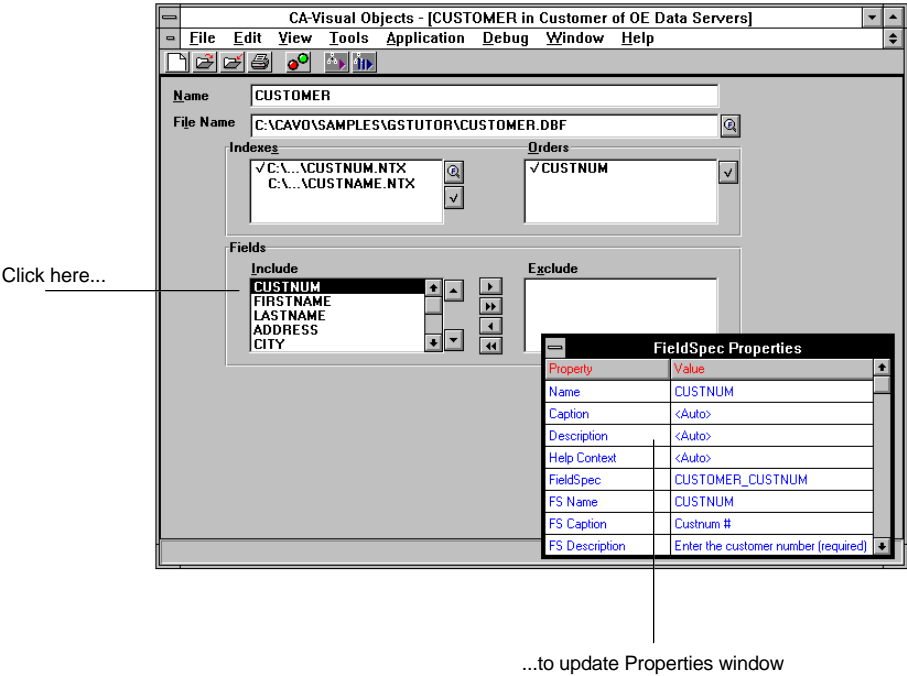 CA-Visual Objects - [CUSTOMER in Customer of OE Data Servers]
File Edit View Tools Application Debug Window Help
Name CUSTOMER
File Name C:\CAVO\SAMPLES\GSTUTOR\CUSTOMER.DBF
Indexes Orders
√C:\...\CUSTNUM.NTX √CUSTNUM
C:\...\CUSTNAME.NTX
Fields
Include Exclude
CUSTNUM
FIRSTNAME
LASTNAME
ADDRESS
CITY
Click here...
FieldSpec Properties
Property Value
Name CUSTNUM
Caption <Auto>
Description <Auto>
Help Context <Auto>
FieldSpec CUSTOMER_CUSTNUM
FS Name CUSTNUM
FS Caption Custnum #
FS Description Enter the customer number (required)
...to update Properties window